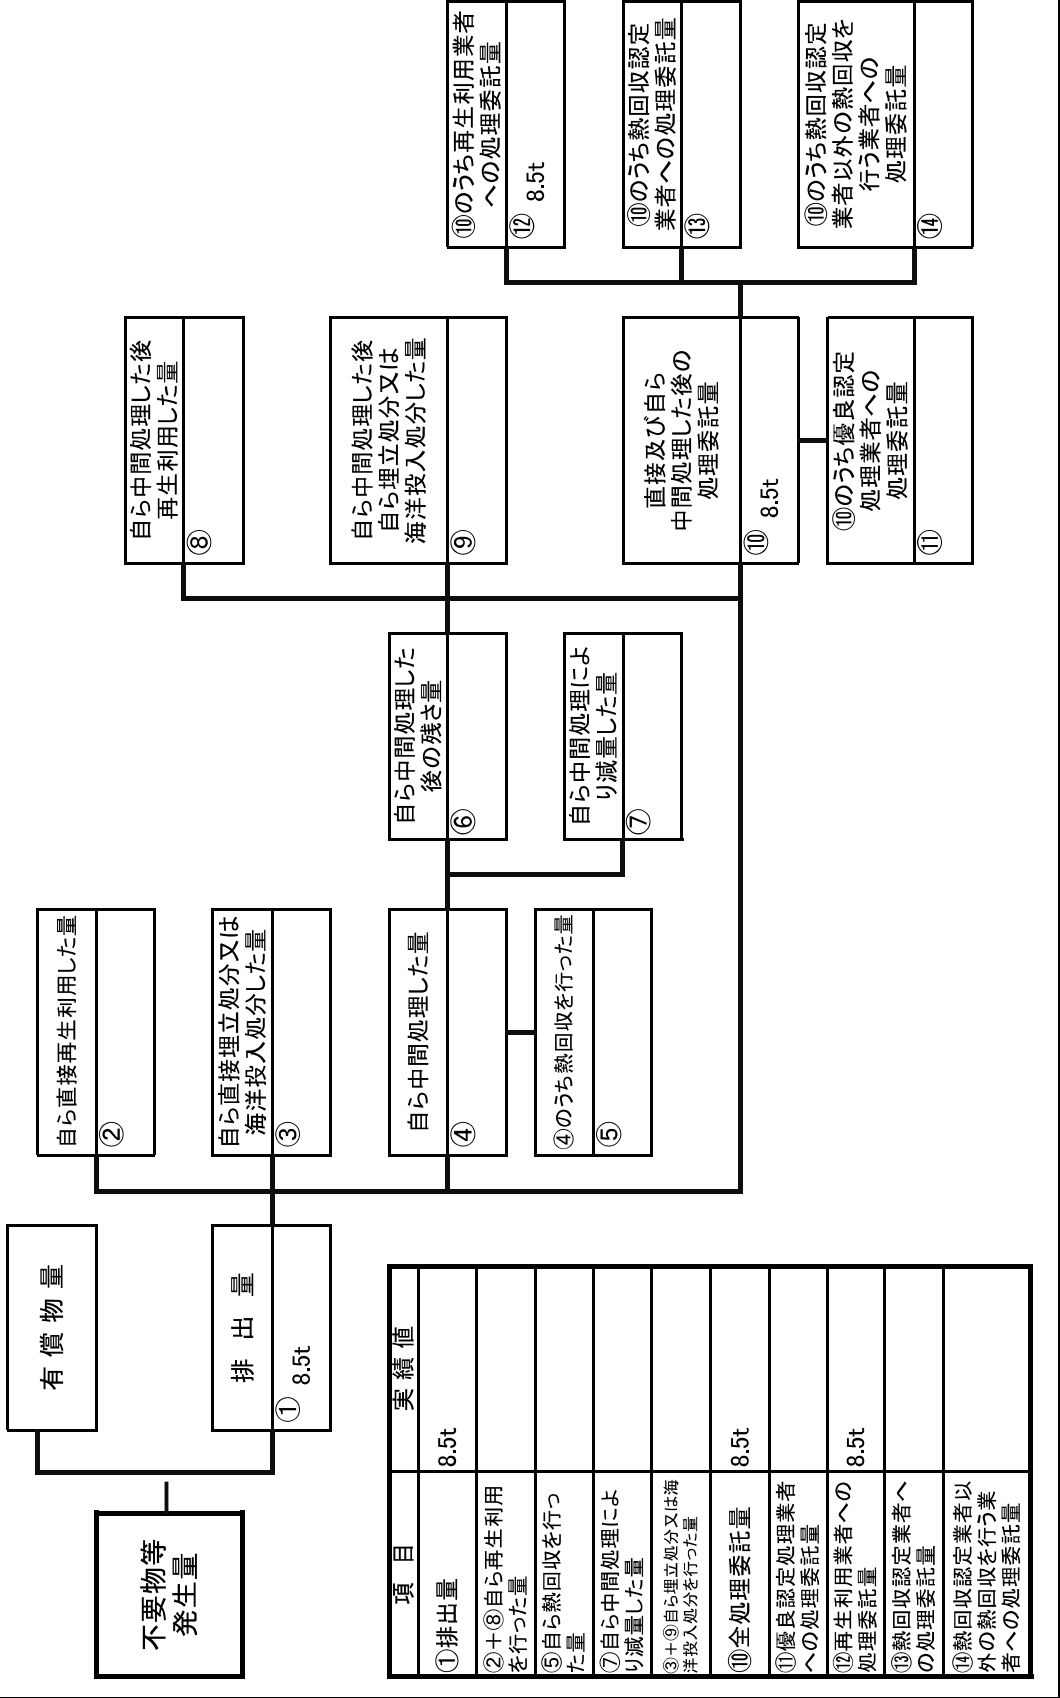 不要物等
発生量
有償物量
排出量
①
8.5t
自ら直接再生利用した量
②
自ら直接埋立処分又は
海洋投入処分した量
③
自ら中間処理した量
④
④のうち熱回収を行った量
⑤
自ら中間処理した
後の残さ量
⑥
自ら中間処理によ
り減量した量
⑦
自ら中間処理した後
再生利用した量
⑧
自ら中間処理した後
自ら埋立処分又は
海洋投入処分した量
⑨
直接及び自ら
中間処理した後の
処理委託量
⑩
8.5t
⑩のうち優良認定
処理業者への
処理委託量
⑪
⑩のうち再生利用業者
への処理委託量
⑫
8.5t
⑩のうち熱回収認定
業者への処理委託量
⑬
⑩のうち熱回収認定
業者以外の熱回収を
行う業者への
処理委託量
⑭
項目 実績値
①排出量 8.5t
②+⑧自ら再生利用
を行った量
⑤自ら熱回収を行っ
た量
⑦自ら中間処理によ
り減量した量
③+⑨自ら埋立処分又は海
洋投入処分を行った量
⑩全処理委託量 8.5t
⑪優良認定処理業者
への処理委託量
⑫再生利用業者への
処理委託量 8.5t
⑬熱回収認定業者へ
の処理委託量
⑭熱回収認定業者以
外の熱回収を行う業
者への処理委託量